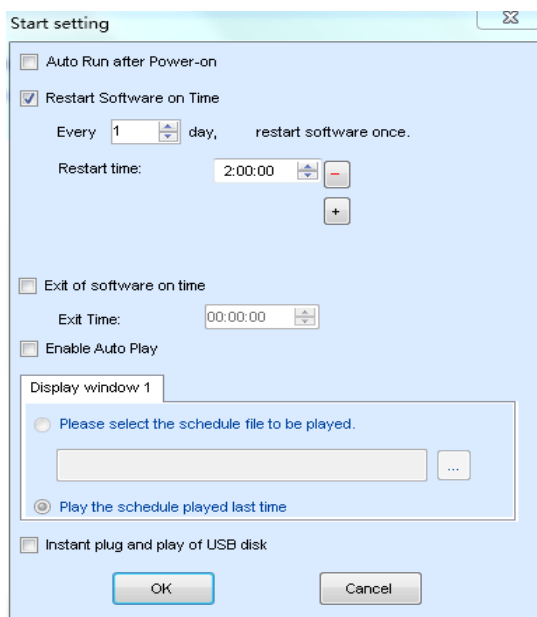 Start setting
Auto Run after Power-on
Restart Software on Time
Every 1 day, restart software once.
Restart time: 2:00:00 −
+
Exit of software on time
Exit Time: 00:00:00
Enable Auto Play
Display window 1
Please select the schedule file to be played.
...
Play the schedule played last time
Instant plug and play of USB disk
OK Cancel